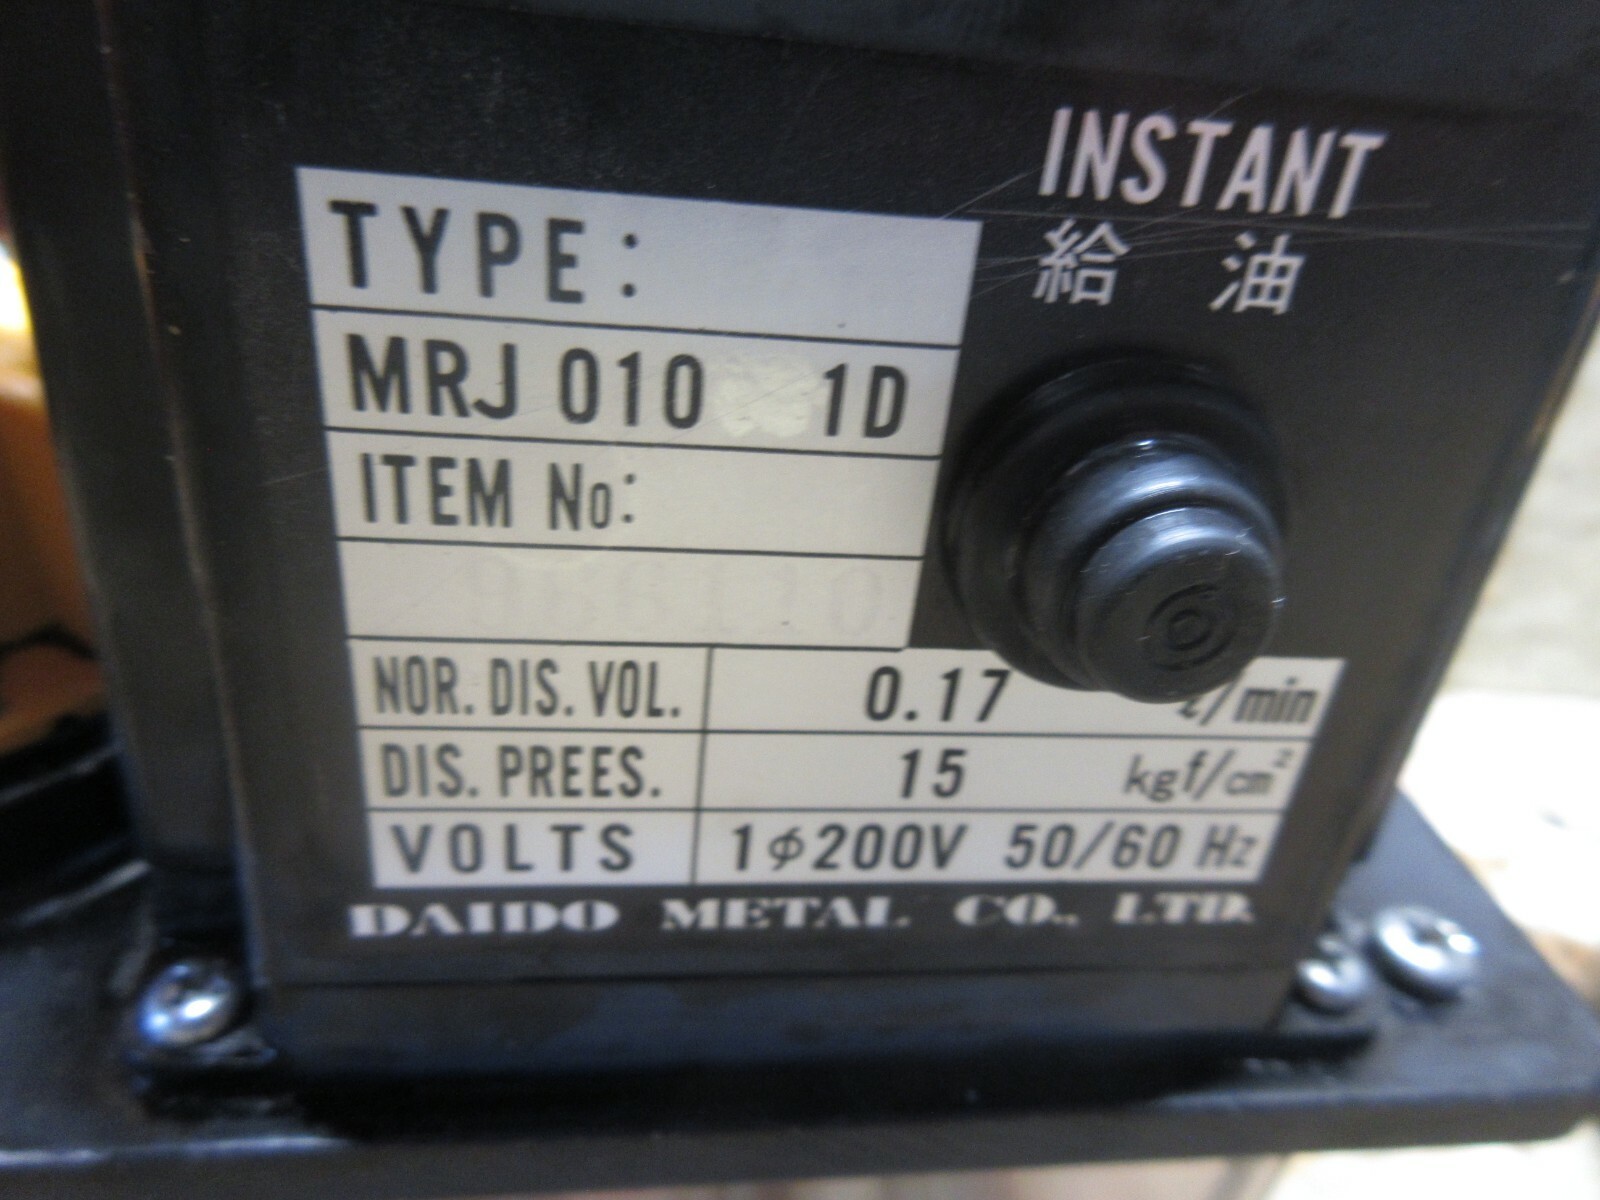 INSTANT
給 油
TYPE:
MRJ 010 1D
ITEM No:
NOR. DIS. VOL. 0.17 ℓ/min
DIS. PREES. 15 kgf/cm²
VOLTS 1φ200V 50/60 Hz
DAIDO METAL CO., LTD.